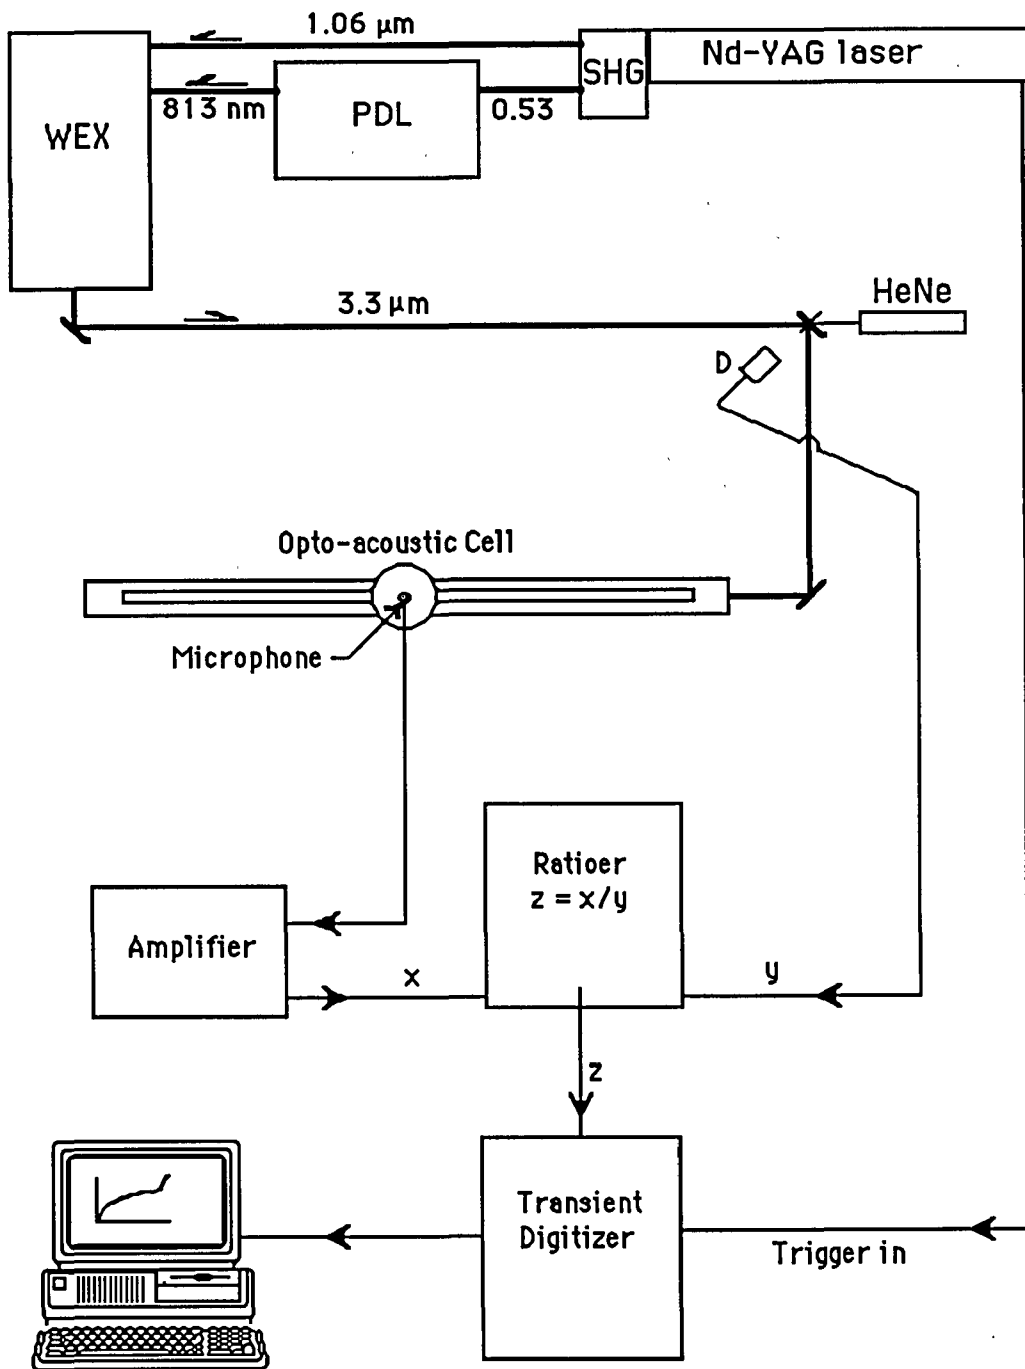 1.06 µm
Nd-YAG laser
SHG
813 nm
PDL
0.53
WEX
3.3 µm
HeNe
D
Opto-acoustic Cell
Microphone
Ratioer
z = x/y
Amplifier
x
y
z
Transient
Digitizer
Trigger in